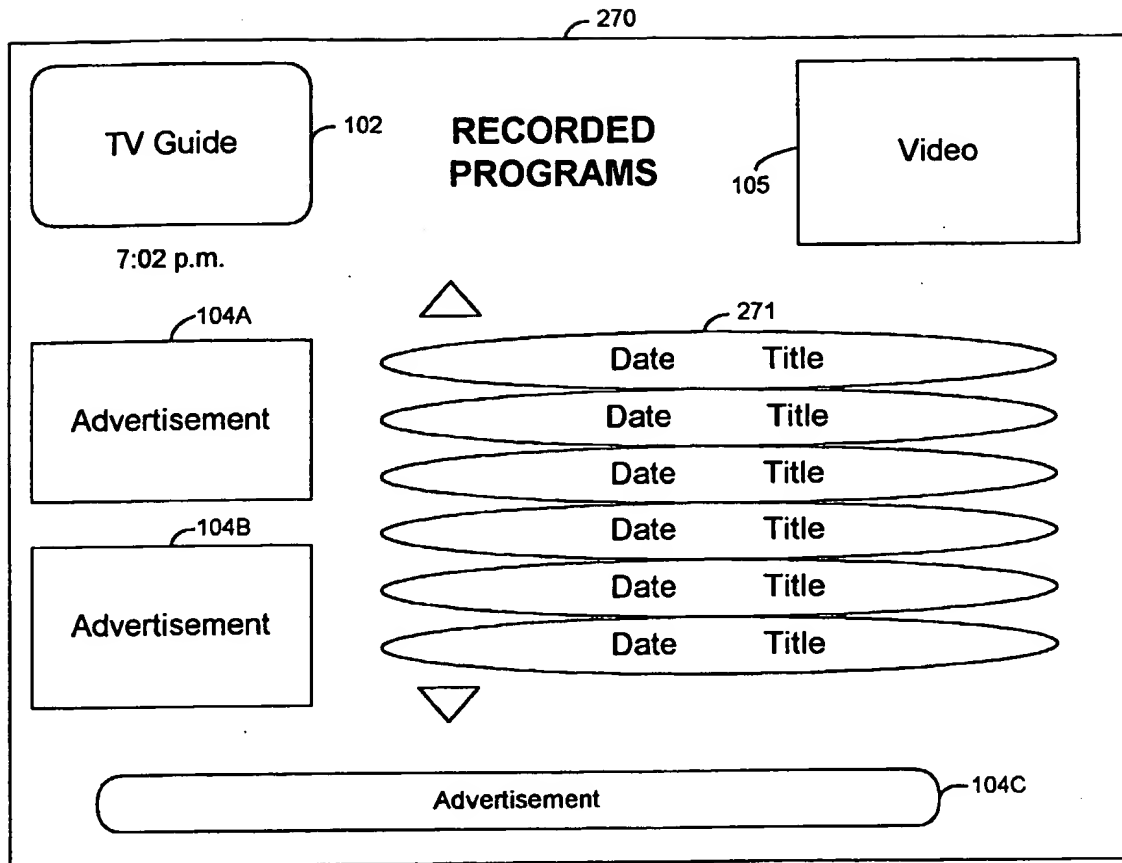 270
TV Guide
102
RECORDED
PROGRAMS
105
Video
7:02 p.m.
104A
Advertisement
271
Date Title
Date Title
Date Title
Date Title
Date Title
Date Title
104B
Advertisement
Advertisement
104C